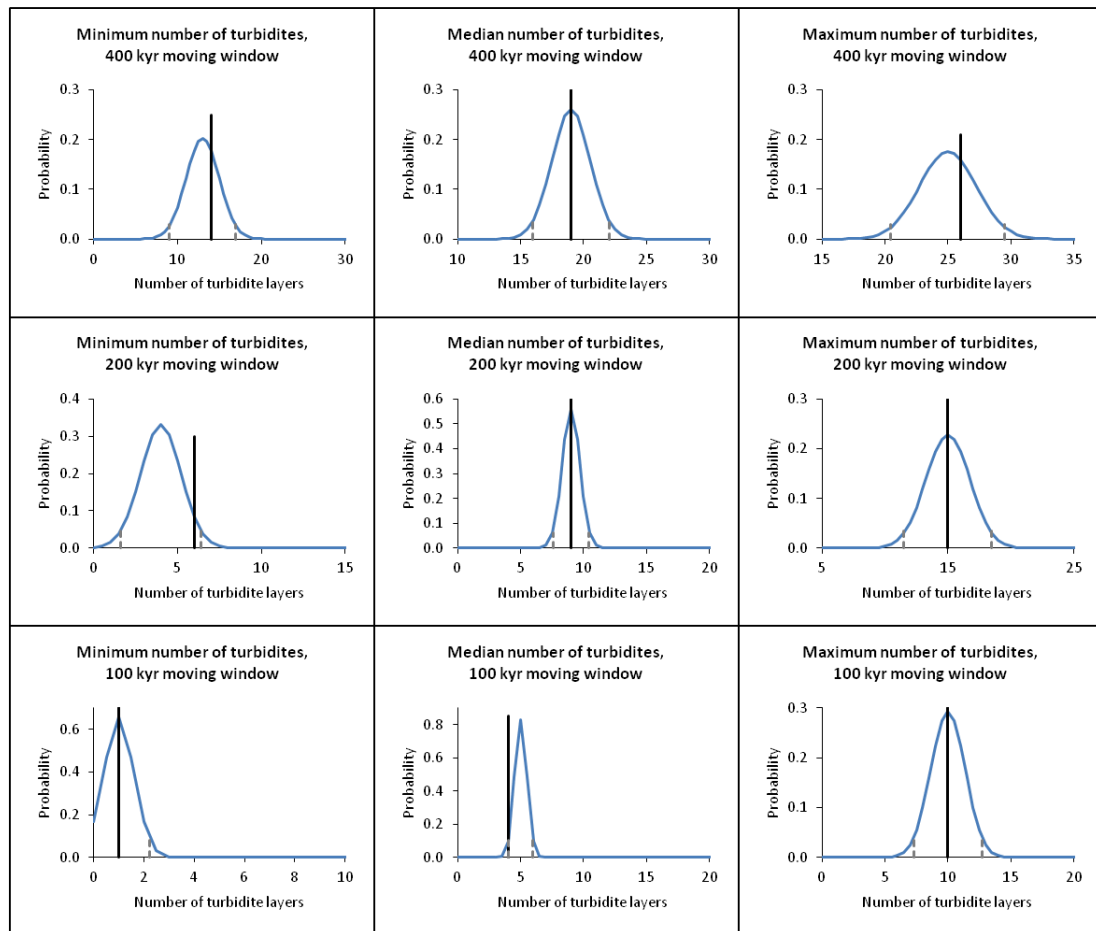 Minimum number of turbidites,
400 kyr moving window
0.3
0.2
0.1
0.0
Probability
0 10 20 30
Number of turbidite layers
Median number of turbidites,
400 kyr moving window
0.3
0.2
0.1
0.0
Probability
10 15 20 25 30
Number of turbidite layers
Maximum number of turbidites,
400 kyr moving window
0.3
0.2
0.1
0.0
Probability
15 20 25 30 35
Number of turbidite layers
Minimum number of turbidites,
200 kyr moving window
0.4
0.3
0.2
0.1
0.0
Probability
0 5 10 15
Number of turbidite layers
Median number of turbidites,
200 kyr moving window
0.6
0.5
0.4
0.3
0.2
0.1
0.0
Probability
0 5 10 15 20
Number of turbidite layers
Maximum number of turbidites,
200 kyr moving window
0.3
0.2
0.1
0.0
Probability
5 15 25
Number of turbidite layers
Minimum number of turbidites,
100 kyr moving window
0.6
0.4
0.2
0.0
Probability
0 2 4 6 8 10
Number of turbidite layers
Median number of turbidites,
100 kyr moving window
0.8
0.6
0.4
0.2
0.0
Probability
0 5 10 15 20
Number of turbidite layers
Maximum number of turbidites,
100 kyr moving window
0.3
0.2
0.1
0.0
Probability
0 5 10 15 20
Number of turbidite layers